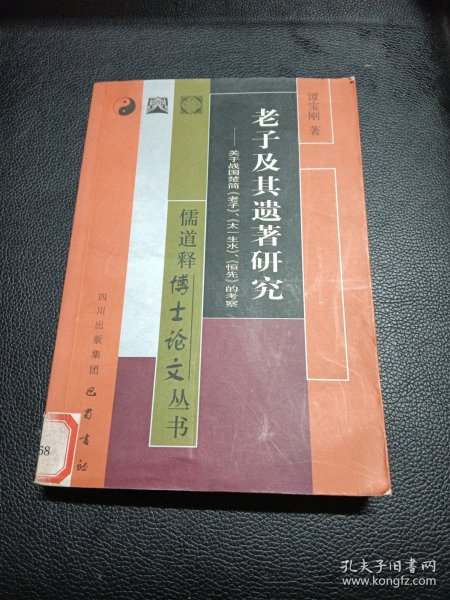 谭宝刚 著
老子及其遗著研究
——关于战国楚简《老子》、《太一生水》、《恒先》的考察
儒道释博士论文丛书
四川出版集团 巴蜀书社
68
孔夫子旧书网
www.kongfz.com